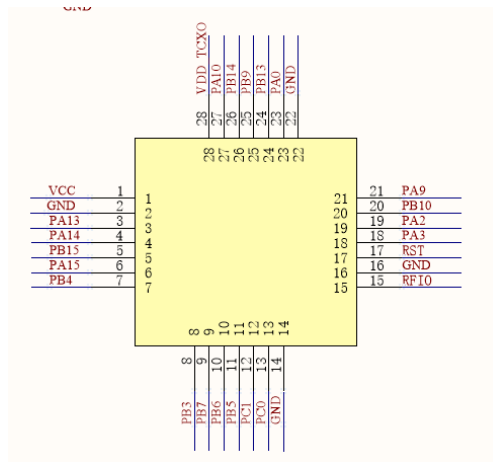 GND
VDD_TCXO
PA10
PB14
PB9
PB13
PA0
GND
28
27
26
25
24
23
22
28
27
26
25
24
23
22
VCC 1 1
GND 2 2
PA13 3 3
PA14 4 4
PB15 5 5
PA15 6 6
PB4 7 7
21 21 PA9
20 20 PB10
19 19 PA2
18 18 PA3
17 17 RST
16 16 GND
15 15 RFIO
8
9
10
11
12
13
14
8
9
10
11
12
13
14
PB3
PB7
PB6
PB5
PC1
PC0
GND